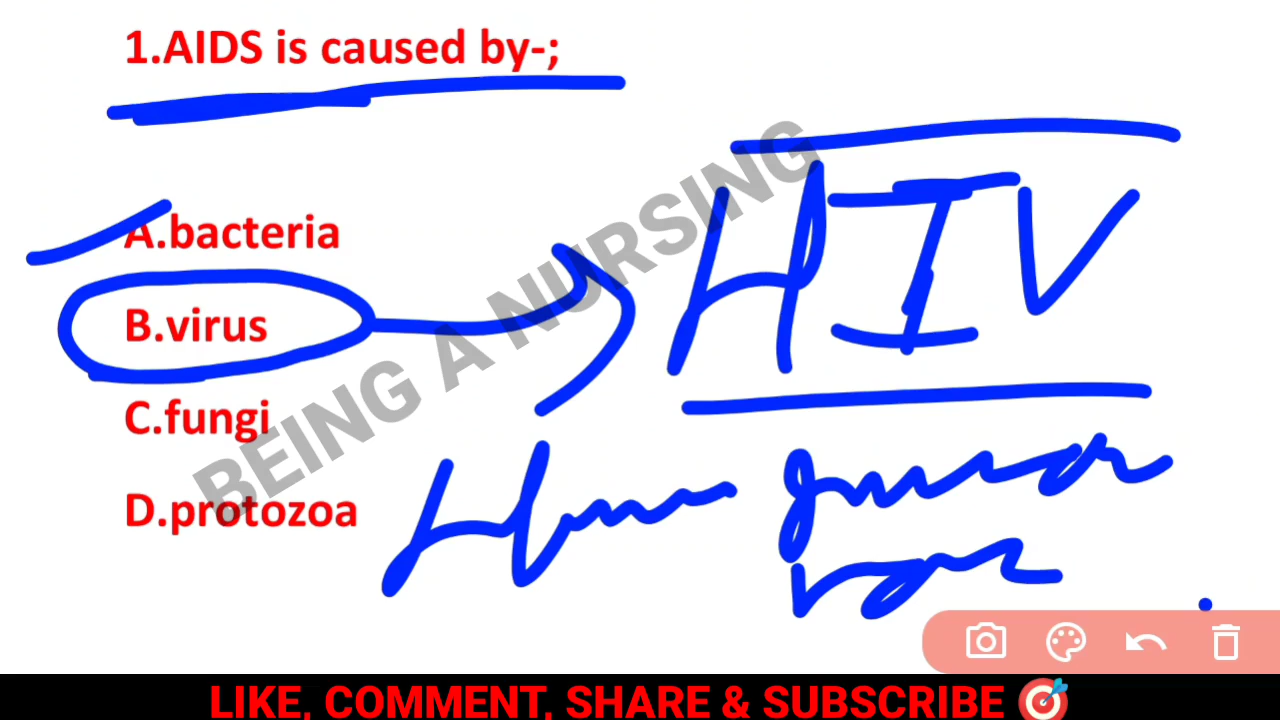 1.AIDS is caused by-;
A.bacteria
B.virus
C.fungi
D.protozoa
HIV
BEING A NURSING
LIKE, COMMENT, SHARE & SUBSCRIBE